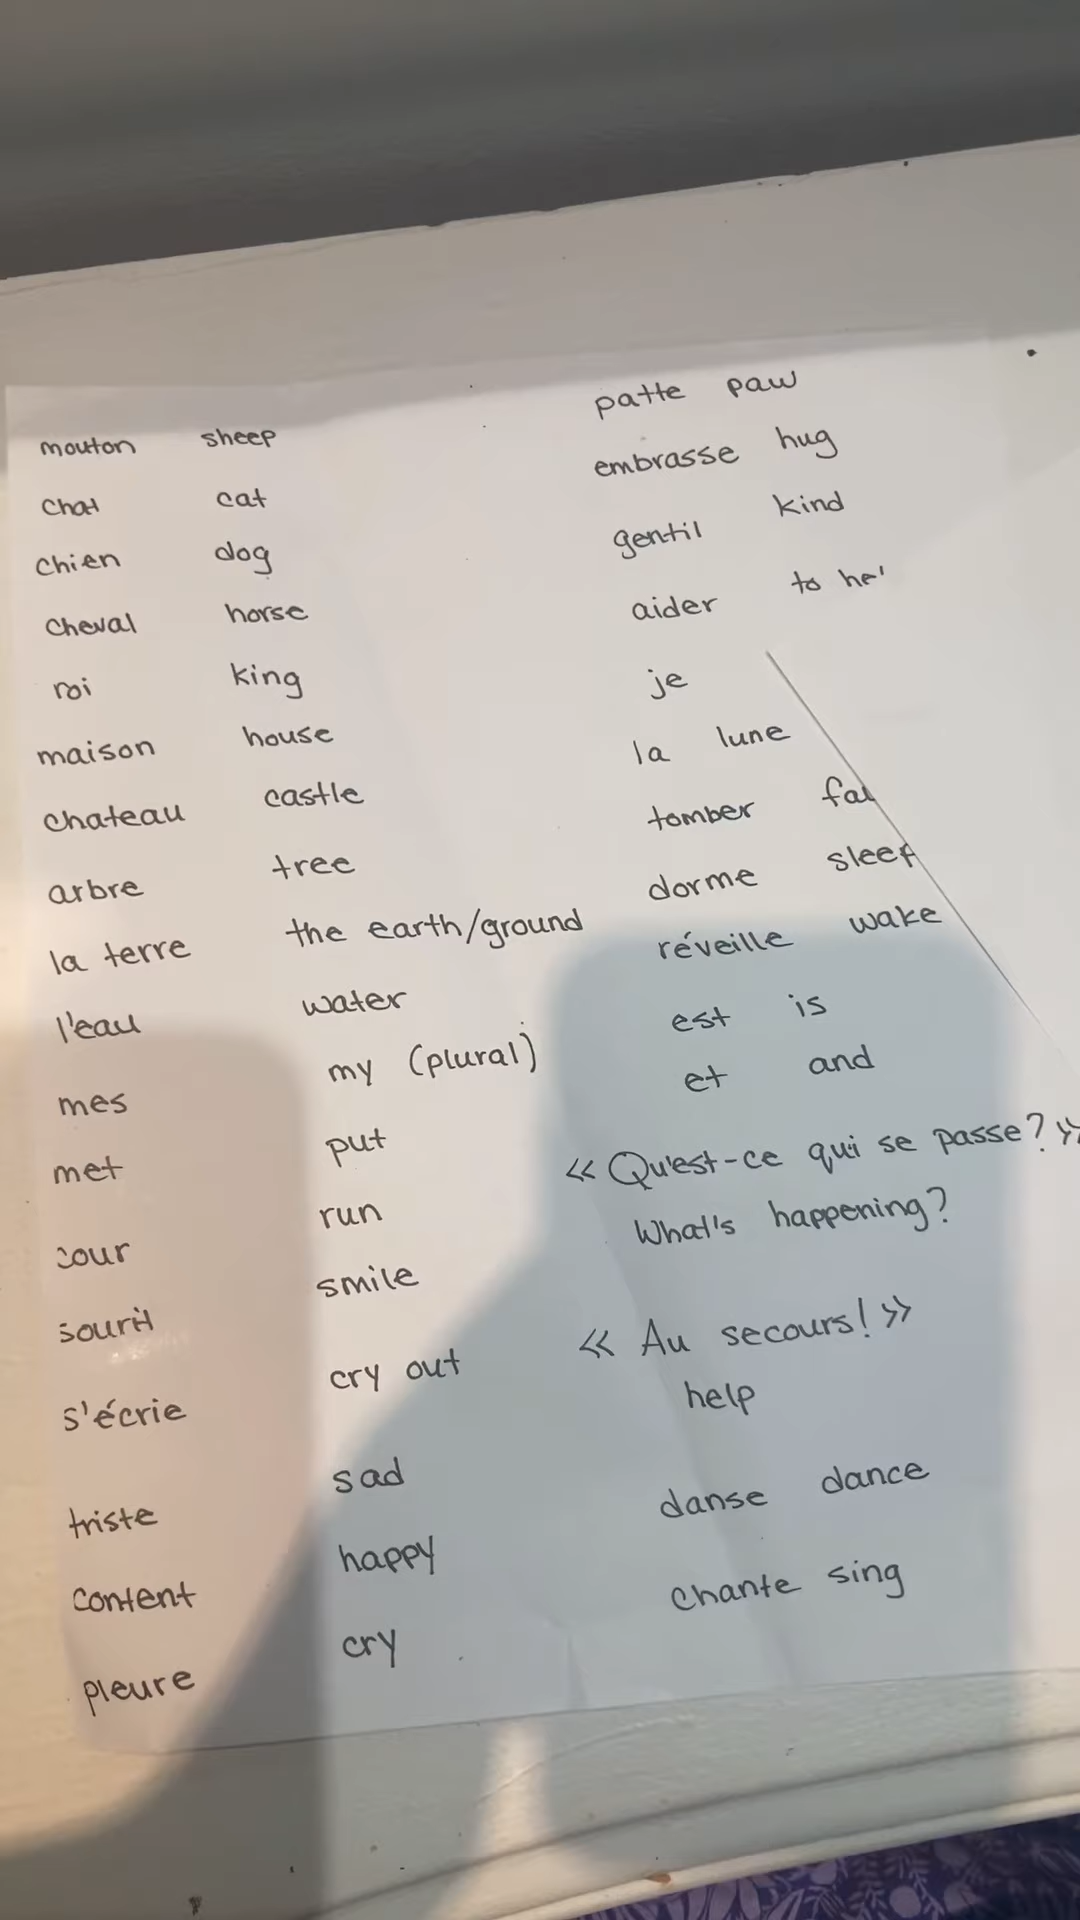 mouton sheep
chat cat
chien dog
cheval horse
roi king
maison house
chateau castle
arbre tree
la terre the earth/ground
l'eau water
mes my (plural)
met put
cour run
sourit smile
s'écrie cry out
triste sad
content happy
pleure cry
patte paw
embrasse hug
gentil kind
aider to
je
la lune
tomber
dorme sleep
réveille wake
est is
et and
« Qu'est-ce qui se passe? »
What's happening?
« Au secours! »
help
danse dance
chante sing